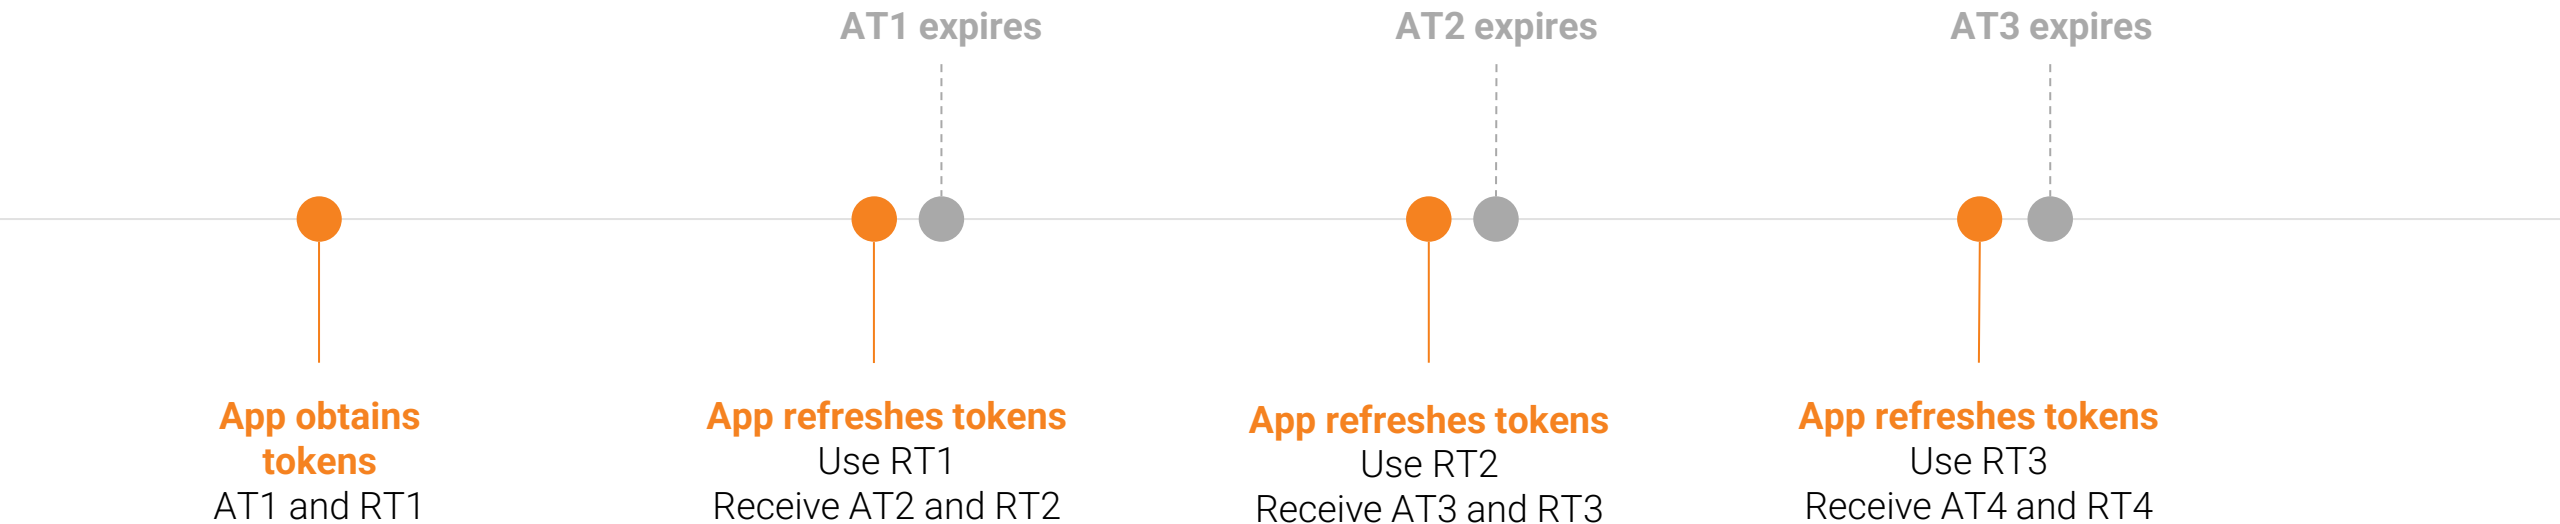 AT1 expires
AT2 expires
AT3 expires
App obtains
tokens
AT1 and RT1
App refreshes tokens
Use RT1
Receive AT2 and RT2
App refreshes tokens
Use RT2
Receive AT3 and RT3
App refreshes tokens
Use RT3
Receive AT4 and RT4